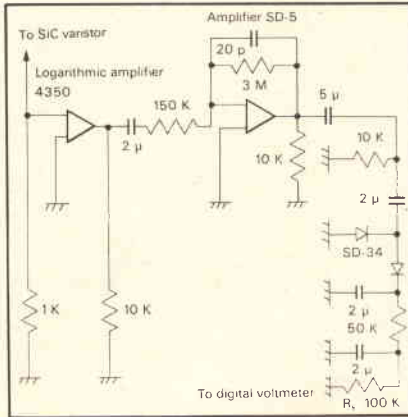 Amplifier SD-5
To SiC varistor
20 p
Logarithmic amplifier
4350
3 M
150 K
5 µ
2 µ
10 K
10 K
2 µ
SD-34
1 K
10 K
2 µ
50 K
2 µ
To digital voltmeter
R, 100 K